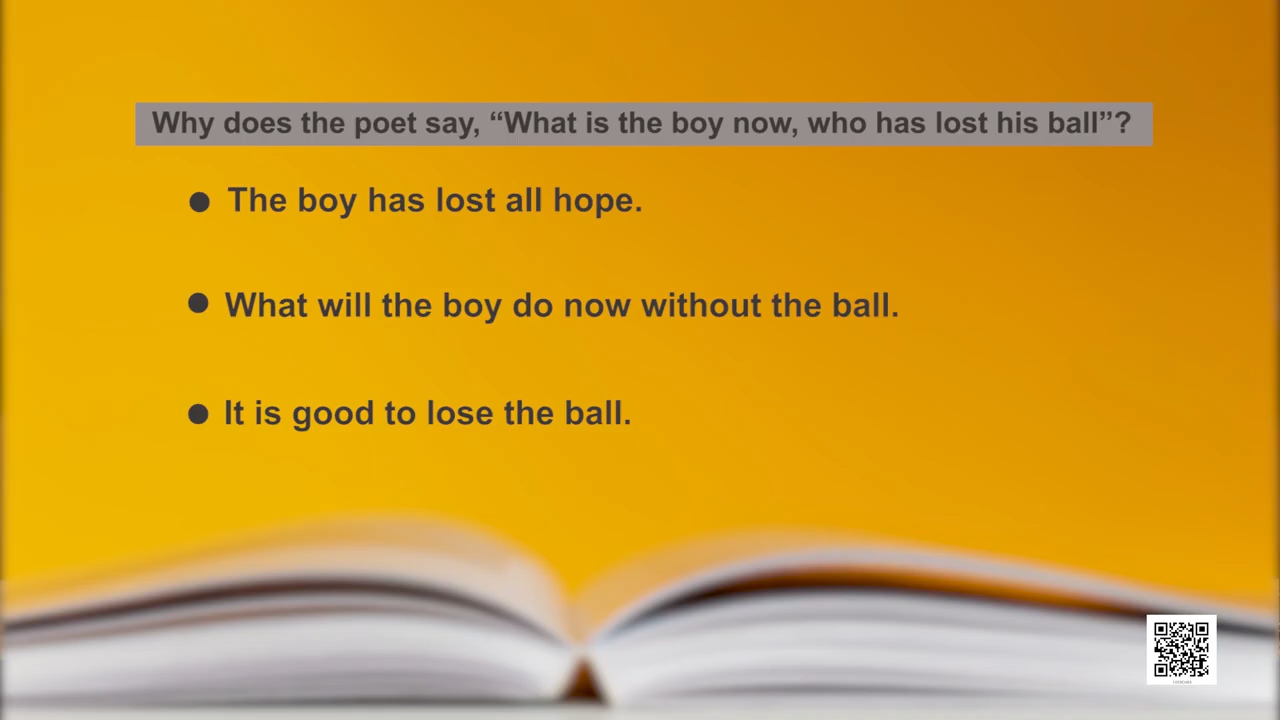 Why does the poet say, “What is the boy now, who has lost his ball”?
● The boy has lost all hope.
● What will the boy do now without the ball.
● It is good to lose the ball.